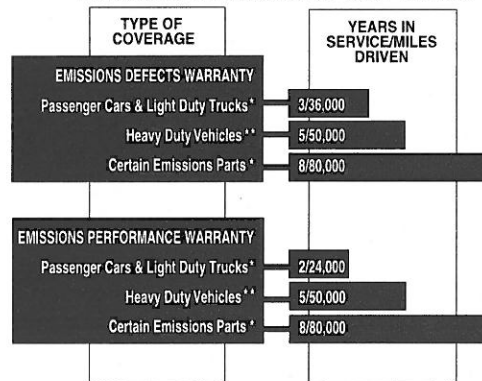 TYPE OF
COVERAGE
YEARS IN
SERVICE/MILES
DRIVEN
EMISSIONS DEFECTS WARRANTY
Passenger Cars & Light Duty Trucks* 3/36,000
Heavy Duty Vehicles** 5/50,000
Certain Emissions Parts* 8/80,000
EMISSIONS PERFORMANCE WARRANTY
Passenger Cars & Light Duty Trucks* 2/24,000
Heavy Duty Vehicles** 5/50,000
Certain Emissions Parts* 8/80,000